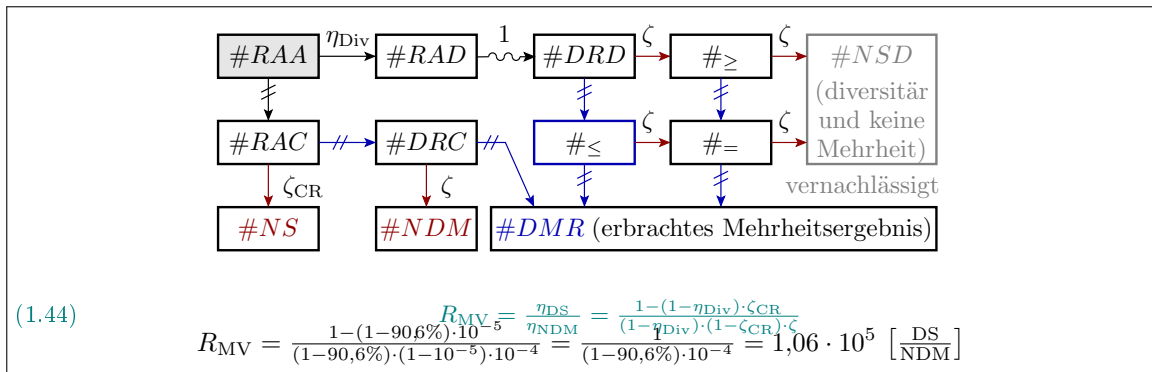 η_Div 1 ζ ζ
#RAA #RAD #DRD #≥ #NSD
(diversitär
und keine
Mehrheit)
ζ ζ
#RAC #DRC #≤ #=
vernachlässigt
ζ_CR ζ
#NS #NDM #DMR (erbrachtes Mehrheitsergebnis)
(1.44) R_MV = η_DS/η_NDM = (1−(1−η_Div)·ζ_CR)/((1−η_Div)·(1−ζ_CR)·ζ)
R_MV = (1−(1−90,6%)·10^−5)/((1−90,6%)·(1−10^−5)·10^−4) = 1/((1−90,6%)·10^−4) = 1,06 · 10^5 [DS/NDM]